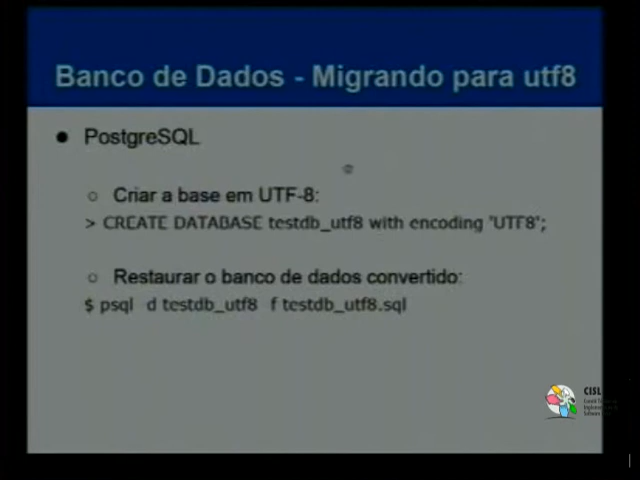 Banco de Dados - Migrando para utf8
PostgreSQL
Criar a base em UTF-8:
> CREATE DATABASE testdb_utf8 with encoding 'UTF8';
Restaurar o banco de dados convertido:
$ psql d testdb_utf8 f testdb_utf8.sql
CISL